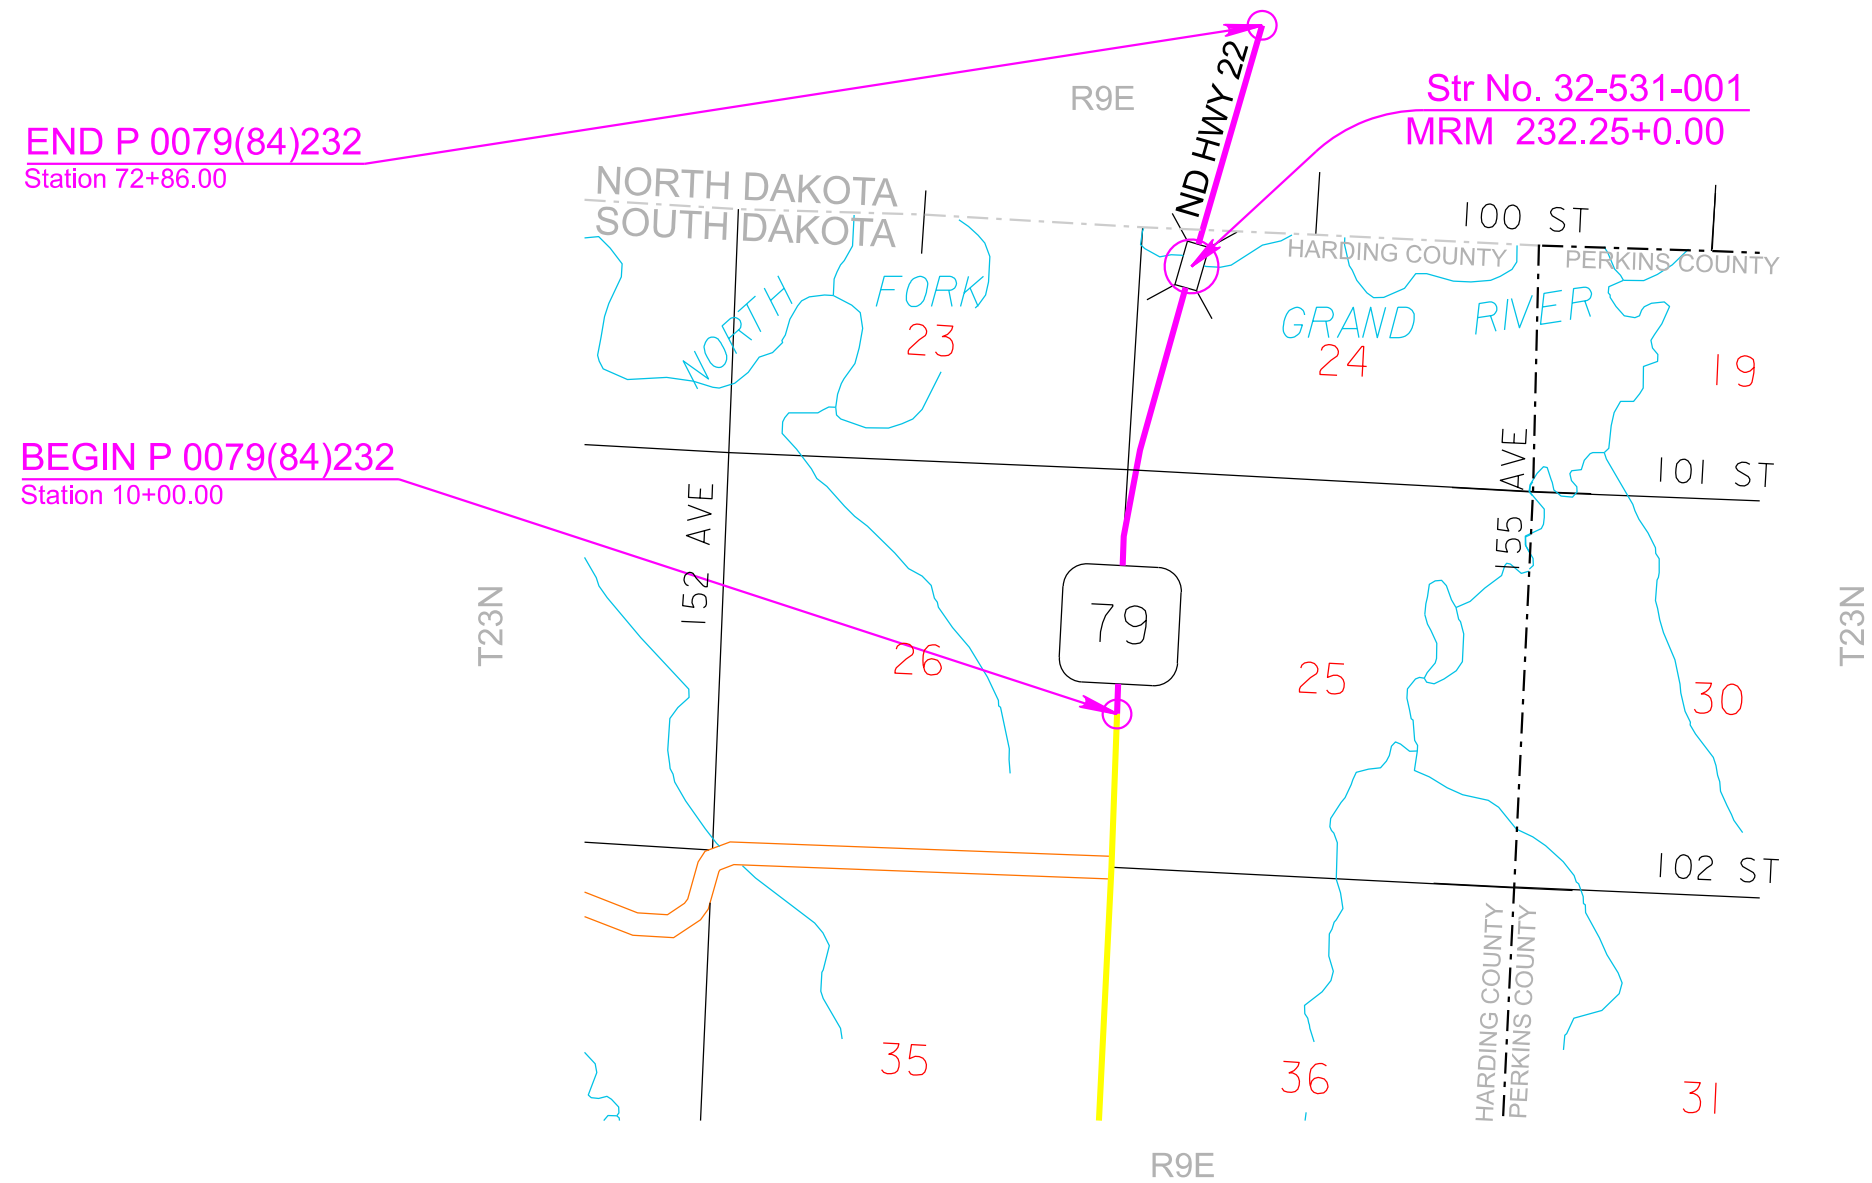 END P 0079(84)232
Station 72+86.00
R9E
ND HWY 22
Str No. 32-531-001
MRM 232.25+0.00
NORTH DAKOTA
SOUTH DAKOTA
100 ST
HARDING COUNTY
PERKINS COUNTY
NORTH FORK GRAND RIVER
23
24
19
BEGIN P 0079(84)232
Station 10+00.00
152 AVE
155 AVE
101 ST
T23N
79
26
25
30
T23N
102 ST
HARDING COUNTY
PERKINS COUNTY
35
36
31
R9E